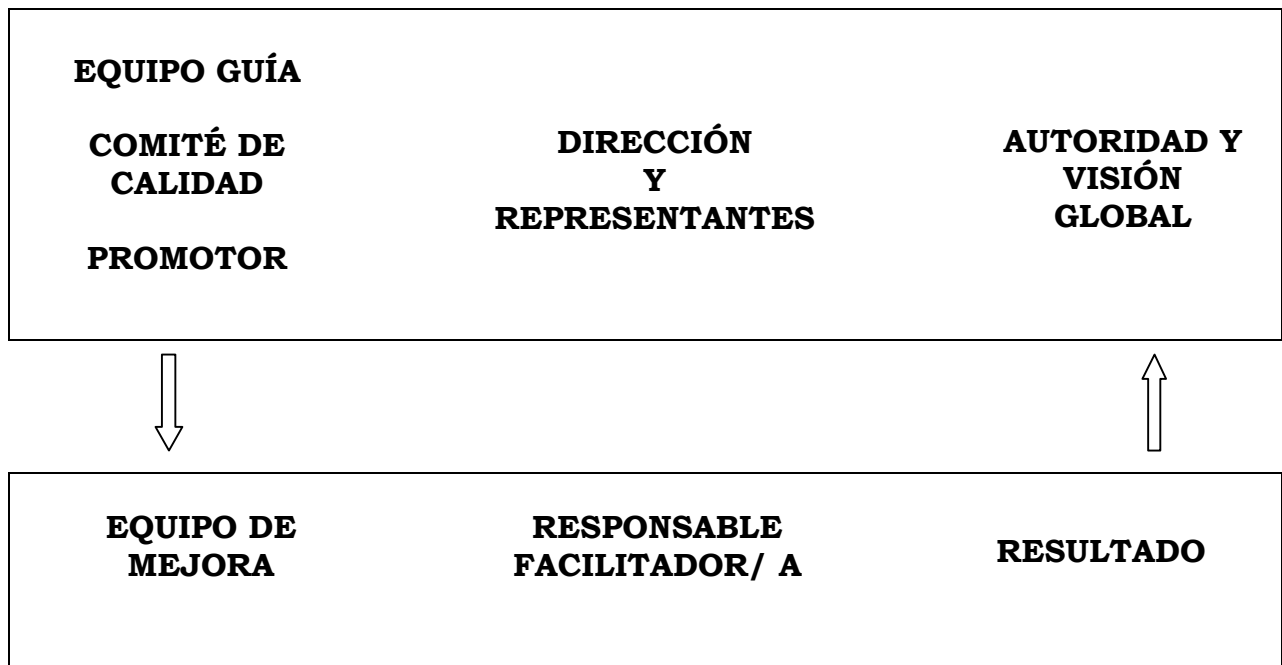 EQUIPO GUÍA
COMITÉ DE
CALIDAD
PROMOTOR
DIRECCIÓN
Y
REPRESENTANTES
AUTORIDAD Y
VISIÓN
GLOBAL
EQUIPO DE
MEJORA
RESPONSABLE
FACILITADOR/ A
RESULTADO